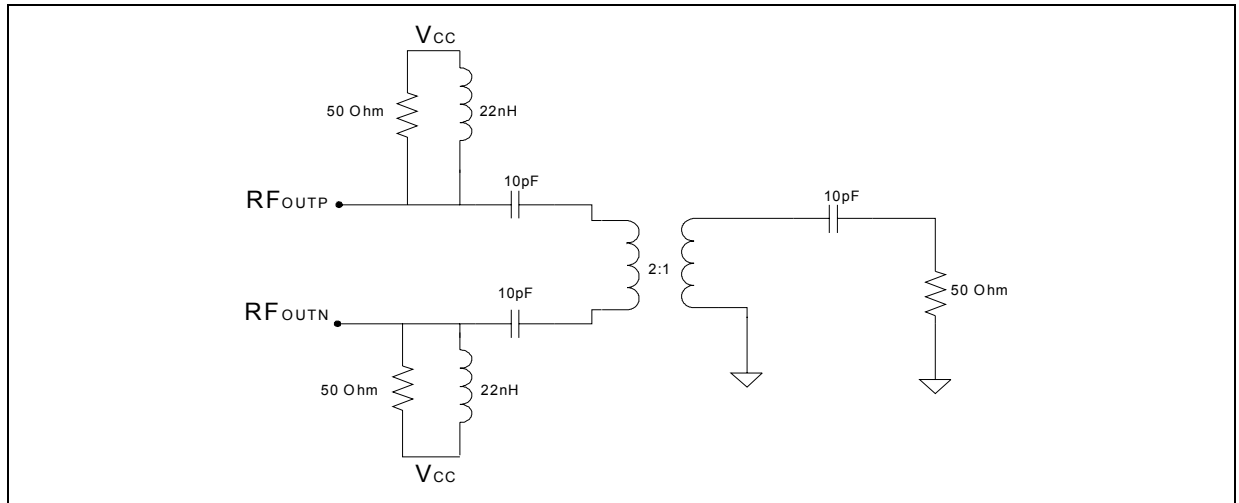 VCC
50 Ohm
22nH
10pF
RFOUTP
10pF
2:1
50 Ohm
10pF
RFOUTN
50 Ohm
22nH
VCC